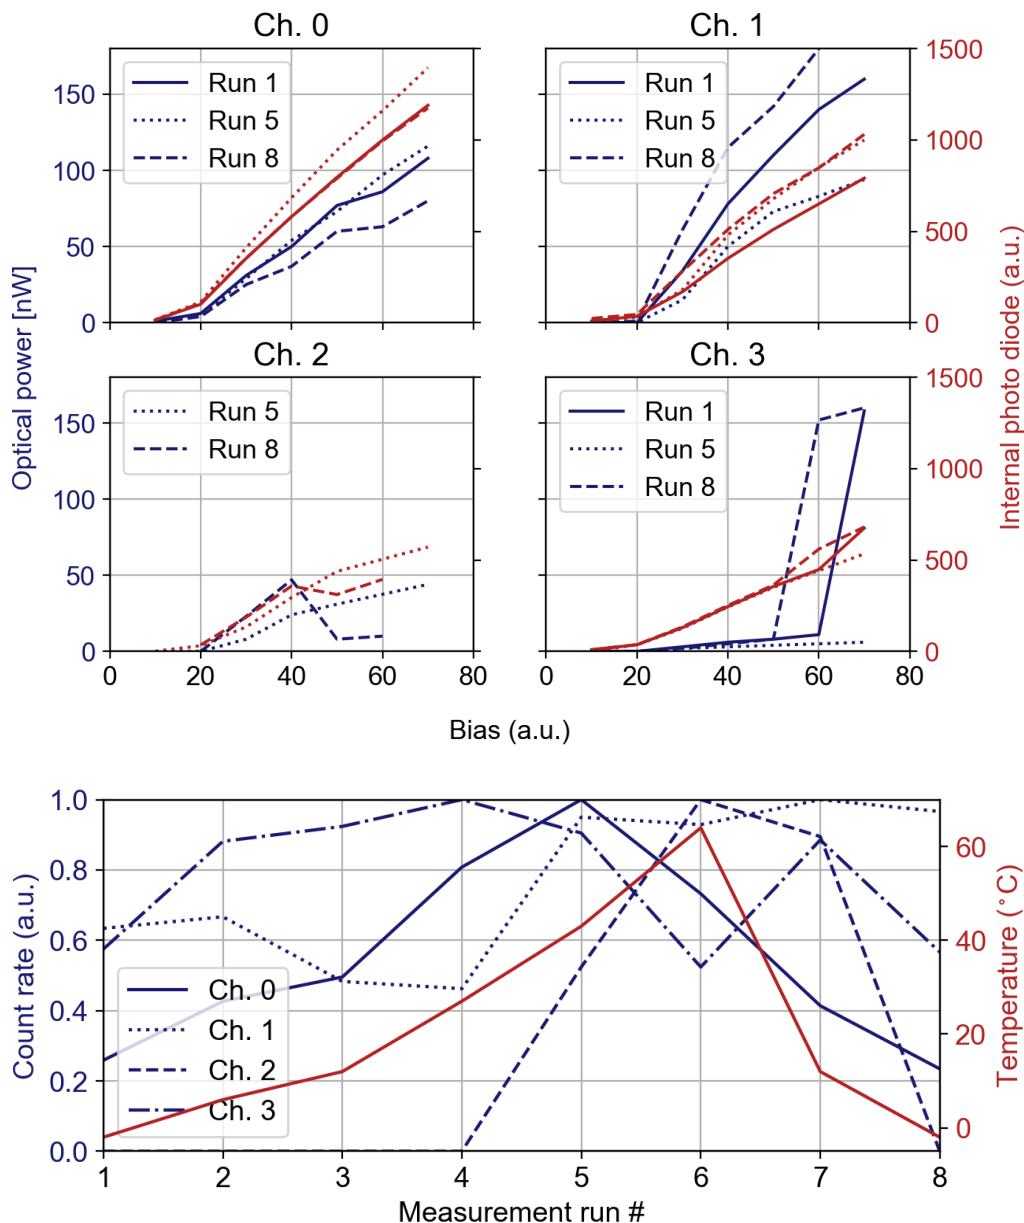 Ch. 0
Ch. 1
Run 1
Run 5
Run 8
150
100
50
0
Run 1
Run 5
Run 8
1500
1000
500
0
Optical power [nW]
Internal photo diode (a.u.)
Ch. 2
Ch. 3
Run 5
Run 8
150
100
50
0
0 20 40 60 80
Run 1
Run 5
Run 8
1500
1000
500
0
0 20 40 60 80
Bias (a.u.)
Count rate (a.u.)
1.0
0.8
0.6
0.4
0.2
0.0
Ch. 0
Ch. 1
Ch. 2
Ch. 3
60
40
20
0
Temperature (°C)
1 2 3 4 5 6 7 8
Measurement run #